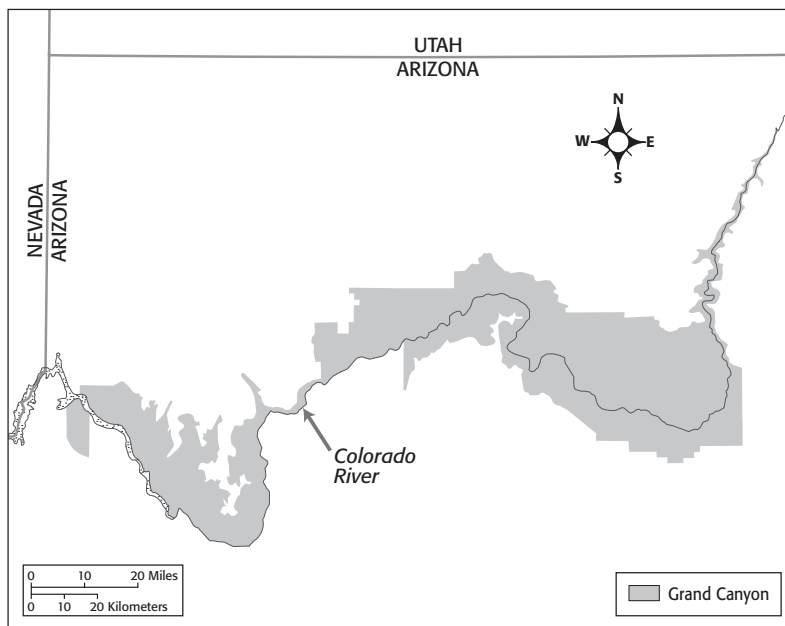 UTAH
ARIZONA
N
W
E
S
NEVADA
ARIZONA
Colorado
River
0 10 20 Miles
0 10 20 Kilometers
Grand Canyon